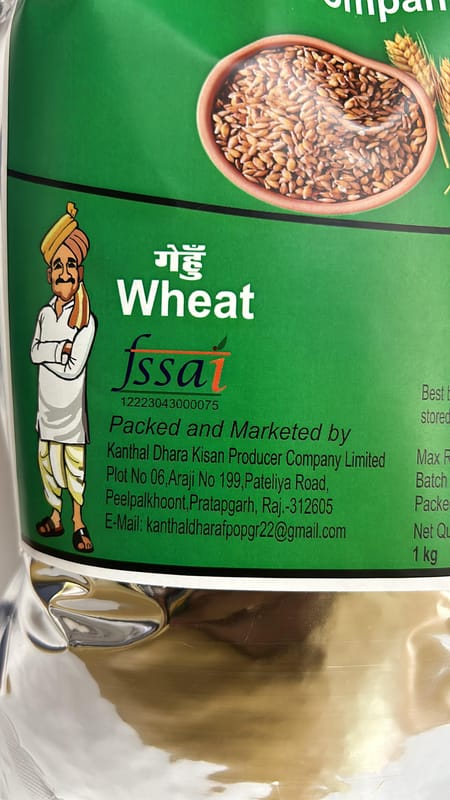 गेहुँ
Wheat
fssai
12223043000075
Packed and Marketed by
Kanthal Dhara Kisan Producer Company Limited
Plot No 06,Araji No 199,Pateliya Road,
Peelpalkhoont,Pratapgarh, Raj.-312605
E-Mail: kanthaldharafpopgr22@gmail.com
Best
stored
Max R
Batch
Packe
Net Qu
1 kg